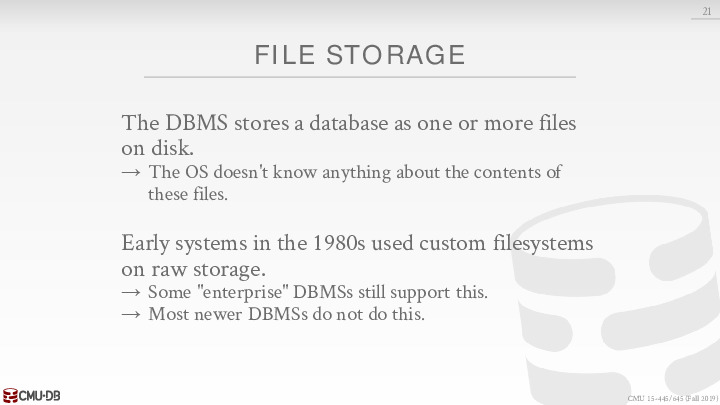 21
FILE STORAGE
The DBMS stores a database as one or more files
on disk.
→ The OS doesn't know anything about the contents of
these files.
Early systems in the 1980s used custom filesystems
on raw storage.
→ Some "enterprise" DBMSs still support this.
→ Most newer DBMSs do not do this.
CMU·DB
CMU 15-445/645 (Fall 2019)